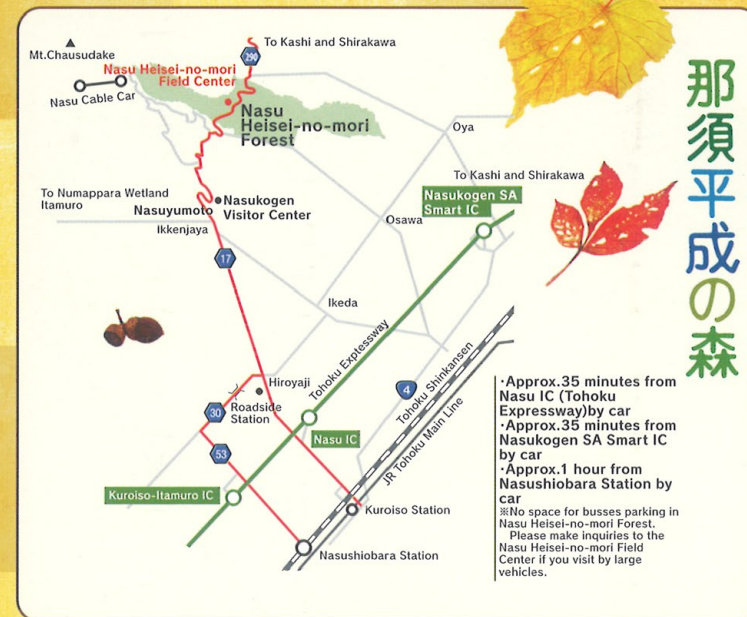 To Kashi and Shirakawa
290
Mt.Chausudake
Nasu Heisei-no-mori
Field Center
Nasu Cable Car
Nasu
Heisei-no-mori
Forest
Oya
To Kashi and Shirakawa
To Numappara Wetland
Itamuro
Nasukogen
Visitor Center
Nasuyumoto
Ikkenjaya
Nasukogen SA
Smart IC
Osawa
17
Ikeda
Tohoku Exptessway
Hiroyaji
Roadside
Station
30
53
4
Tohoku Shinkansen
JR Tohoku Main Line
Nasu IC
Kuroiso-Itamuro IC
Kuroiso Station
Nasushiobara Station
那須平成の森
・Approx.35 minutes from
Nasu IC (Tohoku
Expressway)by car
・Approx.35 minutes from
Nasukogen SA Smart IC
by car
・Approx.1 hour from
Nasushiobara Station by
car
※No space for busses parking in
Nasu Heisei-no-mori Forest.
Please make inquiries to the
Nasu Heisei-no-mori Field
Center if you visit by large
vehicles.